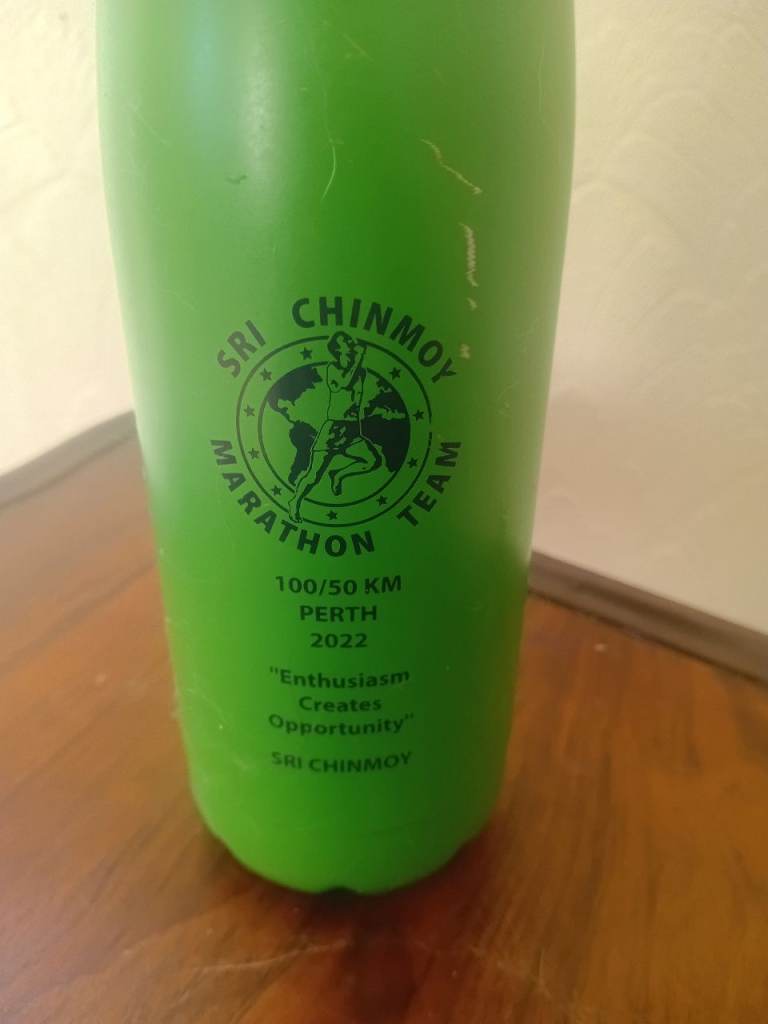 SRI CHINMOY
MARATHON TEAM
100/50 KM
PERTH
2022
"Enthusiasm
Creates
Opportunity"
SRI CHINMOY